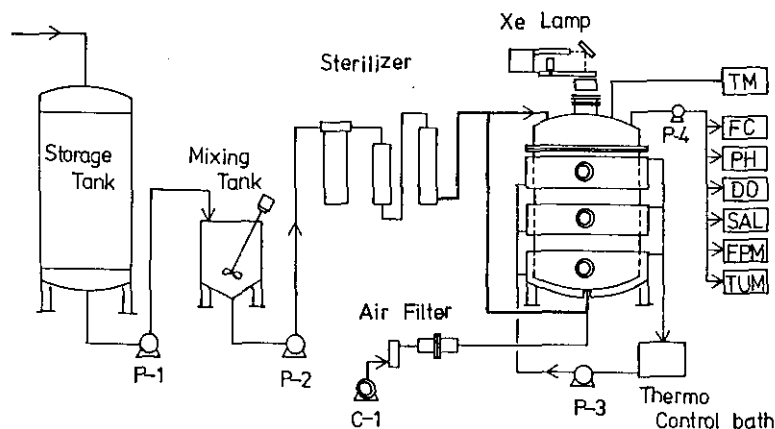 Xe Lamp
Sterilizer
TM
Storage
Tank
Mixing
Tank
P-4
FC
PH
DO
SAL
FPM
TUM
Air Filter
P-1
P-2
C-1
P-3
Thermo
Control bath